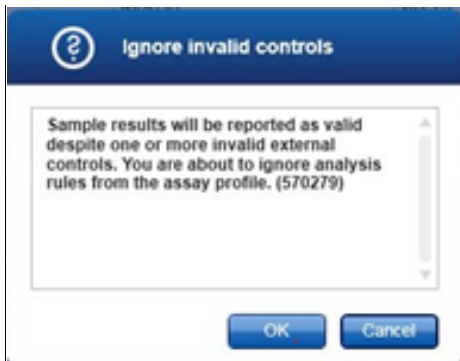 Ignore invalid controls
Sample results will be reported as valid
despite one or more invalid external
controls. You are about to ignore analysis
rules from the assay profile. (570279)
OK
Cancel